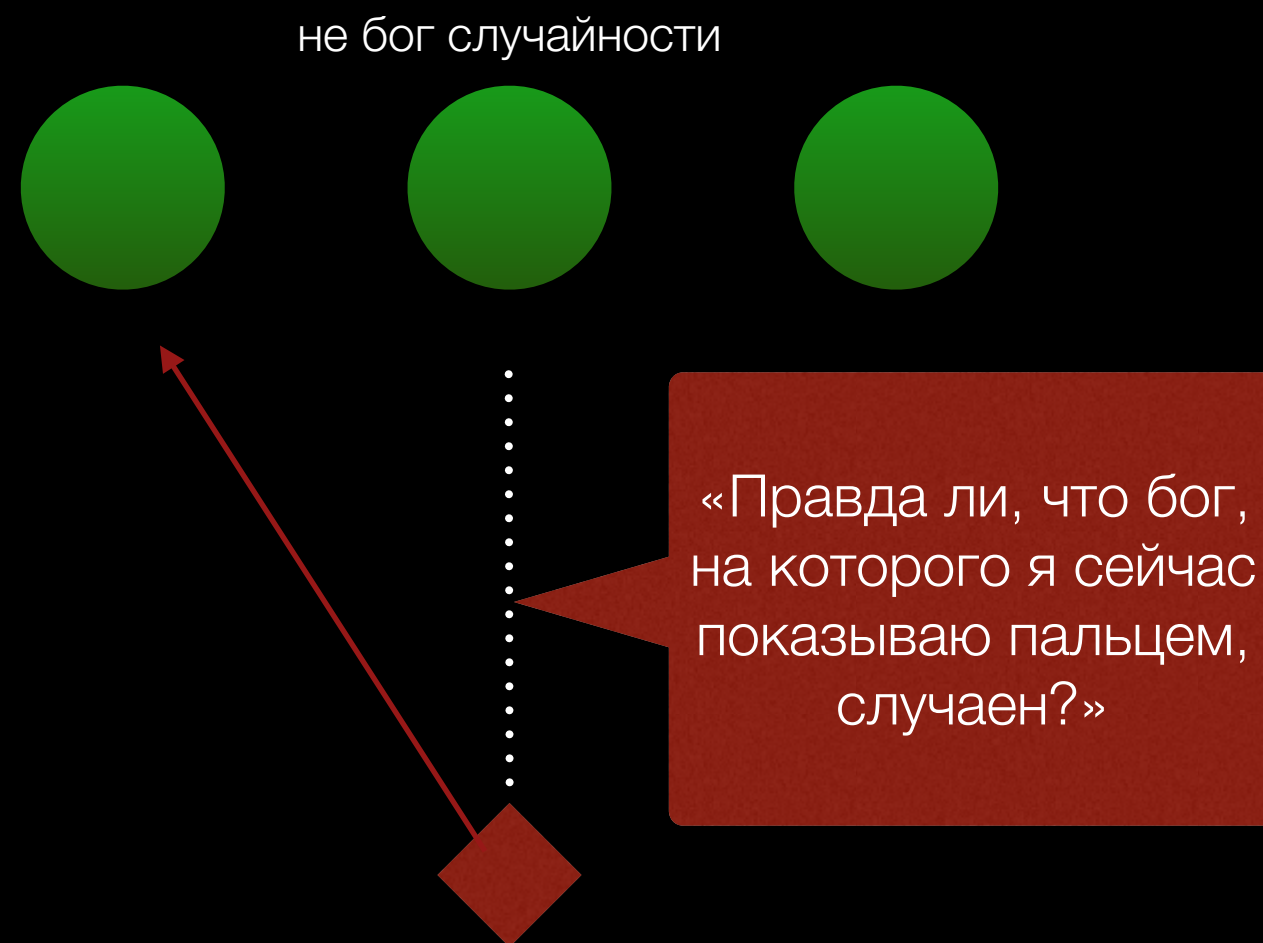 не бог случайности
«Правда ли, что бог,
на которого я сейчас
показываю пальцем,
случаен?»